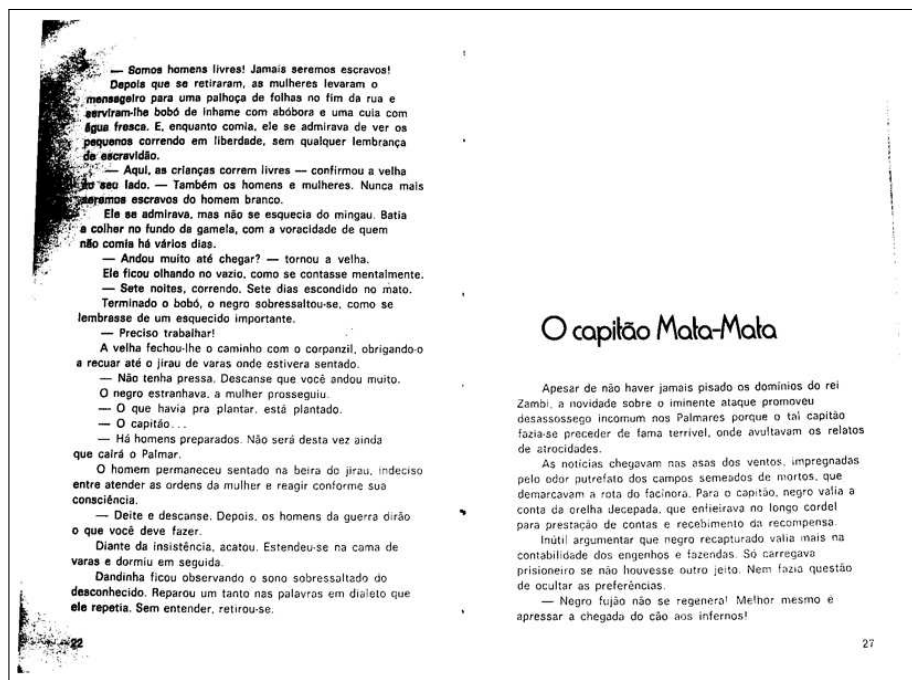 — Somos homens livres! Jamais seremos escravos!
Depois que se retiraram, as mulheres levaram o
mensageiro para uma palhoça de folhas no fim da rua e
serviram-lhe bobó de inhame com abóbora e uma cuia com
água fresca. E, enquanto comia, ele se admirava de ver os
pequenos correndo em liberdade, sem qualquer lembrança
de escravidão.
— Aqui, as crianças correm livres — confirmou a velha
ao seu lado. — Também os homens e mulheres. Nunca mais
seremos escravos do homem branco.
Ele se admirava, mas não se esquecia do mingau. Batia
a colher no fundo da gamela, com a voracidade de quem
não comia há vários dias.
— Andou muito até chegar? — tornou a velha.
Ele ficou olhando no vazio, como se contasse mentalmente.
— Sete noites, correndo. Sete dias escondido no mato.
Terminado o bobó, o negro sobressaltou-se, como se
lembrasse de um esquecido importante.
— Preciso trabalhar!
A velha fechou-lhe o caminho com o corpanzil, obrigando-o
a recuar até o jirau de varas onde estivera sentado.
— Não tenha pressa. Descanse que você andou muito.
O negro estranhava, a mulher prosseguiu.
— O que havia pra plantar, está plantado.
— O capitão...
— Há homens preparados. Não será desta vez ainda
que cairá o Palmar.
O homem permaneceu sentado na beira do jirau, indeciso
entre atender as ordens da mulher e reagir conforme sua
consciência.
— Deite e descanse. Depois, os homens da guerra dirão
o que você deve fazer.
Diante da insistência, acatou. Estendeu-se na cama de
varas e dormiu em seguida.
Dandinha ficou observando o sono sobressaltado do
desconhecido. Reparou um tanto nas palavras em dialeto que
ele repetia. Sem entender, retirou-se.
22
O capitão Mata-Mata
Apesar de não haver jamais pisado os domínios do rei
Zambi, a novidade sobre o iminente ataque promoveu
desassossego incomum nos Palmares porque o tal capitão
fazia-se preceder de fama terrível, onde avultavam os relatos
de atrocidades.
As notícias chegavam nas asas dos ventos, impregnadas
pelo odor putrefato dos campos semeados de mortos, que
demarcavam a rota do facínora. Para o capitão, negro valia a
conta da orelha decepada, que enfieirava no longo cordel
para prestação de contas e recebimento da recompensa.
Inútil argumentar que negro recapturado valia mais na
contabilidade dos engenhos e fazendas. Só carregava
prisioneiro se não houvesse outro jeito. Nem fazia questão
de ocultar as preferências.
— Negro fujão não se regenera! Melhor mesmo é
apressar a chegada do cão aos infernos!
27